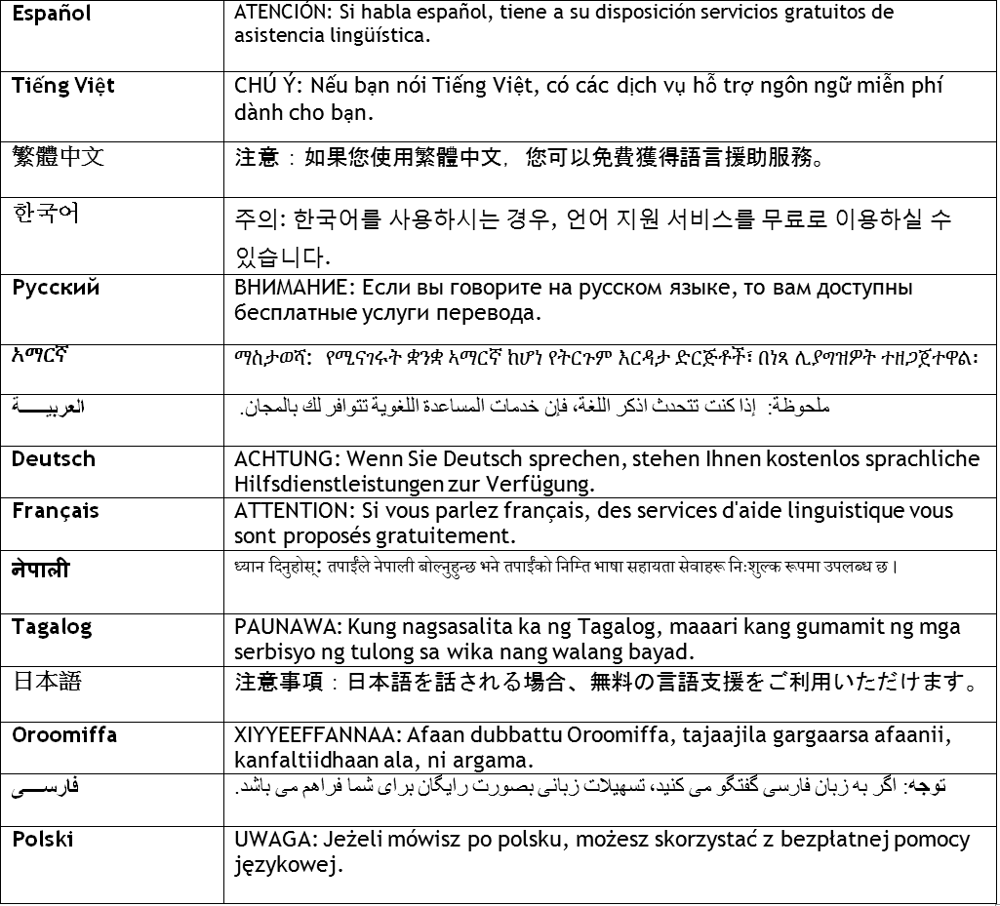 Español
ATENCIÓN: Si habla español, tiene a su disposición servicios gratuitos de
asistencia lingüística.
Tiếng Việt
CHÚ Ý: Nếu bạn nói Tiếng Việt, có các dịch vụ hỗ trợ ngôn ngữ miễn phí
dành cho bạn.
繁體中文
注意：如果您使用繁體中文，您可以免費獲得語言援助服務。
한국어
주의: 한국어를 사용하시는 경우, 언어 지원 서비스를 무료로 이용하실 수
있습니다.
Русский
ВНИМАНИЕ: Если вы говорите на русском языке, то вам доступны
бесплатные услуги перевода.
አማርኛ
ማስታወሻ: የሚናገሩት ቋንቋ ኣማርኛ ከሆነ የትርጉም እርዳታ ድርጅቶች፣ በነጻ ሊያግዝዎት ተዘጋጀተዋል፡
العربيـــــة
ملحوظة: إذا كنت تتحدث اذكر اللغة، فإن خدمات المساعدة اللغوية تتوافر لك بالمجان.
Deutsch
ACHTUNG: Wenn Sie Deutsch sprechen, stehen Ihnen kostenlos sprachliche
Hilfsdienstleistungen zur Verfügung.
Français
ATTENTION: Si vous parlez français, des services d'aide linguistique vous
sont proposés gratuitement.
नेपाली
ध्यान दिनुहोस्: तपाईंले नेपाली बोल्नुहुन्छ भने तपाईंको निम्ति भाषा सहायता सेवाहरू निःशुल्क रूपमा उपलब्ध छ ।
Tagalog
PAUNAWA: Kung nagsasalita ka ng Tagalog, maaari kang gumamit ng mga
serbisyo ng tulong sa wika nang walang bayad.
日本語
注意事項：日本語を話される場合、無料の言語支援をご利用いただけます。
Oroomiffa
XIYYEEFFANNAA: Afaan dubbattu Oroomiffa, tajaajila gargaarsa afaanii,
kanfaltiidhaan ala, ni argama.
فارســـی
توجه: اگر به زبان فارسی گفتگو می کنید، تسهیلات زبانی بصورت رایگان برای شما فراهم می باشد.
Polski
UWAGA: Jeżeli mówisz po polsku, możesz skorzystać z bezpłatnej pomocy
językowej.